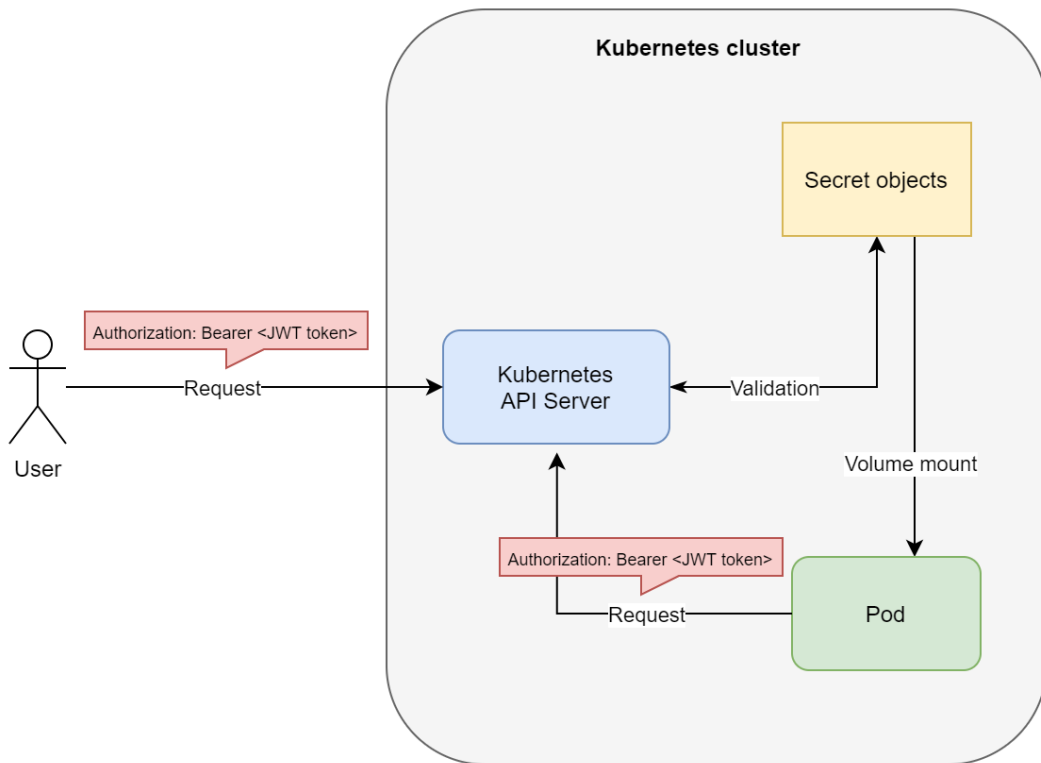 Kubernetes cluster
Secret objects
Authorization: Bearer <JWT token>
Request
Kubernetes
API Server
Validation
User
Volume mount
Authorization: Bearer <JWT token>
Request
Pod